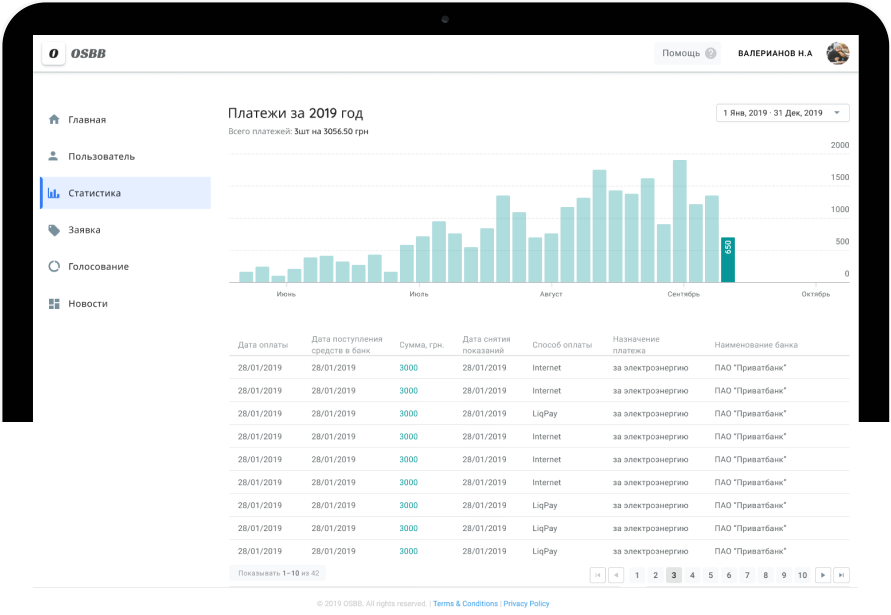 O OSBB
Помощь ? ВАЛЕРИАНОВ Н.А
Главная
Пользователь
Статистика
Заявка
Голосование
Новости
Платежи за 2019 год
1 Янв, 2019 · 31 Дек, 2019
Всего платежей: 3шт на 3056.50 грн
2000
1500
1000
500
0
650
Июнь Июль Август Сентябрь Октябрь
Дата оплаты
Дата поступления
средств в банк
Сумма, грн.
Дата снятия
показаний
Способ оплаты
Назначение
платежа
Наименование банка
28/01/2019 28/01/2019 3000 28/01/2019 Internet за электроэнергию ПАО "Приватбанк"
28/01/2019 28/01/2019 3000 28/01/2019 Internet за электроэнергию ПАО "Приватбанк"
28/01/2019 28/01/2019 3000 28/01/2019 LiqPay за электроэнергию ПАО "Приватбанк"
28/01/2019 28/01/2019 3000 28/01/2019 Internet за электроэнергию ПАО "Приватбанк"
28/01/2019 28/01/2019 3000 28/01/2019 Internet за электроэнергию ПАО "Приватбанк"
28/01/2019 28/01/2019 3000 28/01/2019 Internet за электроэнергию ПАО "Приватбанк"
28/01/2019 28/01/2019 3000 28/01/2019 LiqPay за электроэнергию ПАО "Приватбанк"
28/01/2019 28/01/2019 3000 28/01/2019 LiqPay за электроэнергию ПАО "Приватбанк"
28/01/2019 28/01/2019 3000 28/01/2019 LiqPay за электроэнергию ПАО "Приватбанк"
Показывать 1–10 из 42
1 2 3 4 5 6 7 8 9 10
© 2019 OSBB. All rights reserved. | Terms & Conditions | Privacy Policy